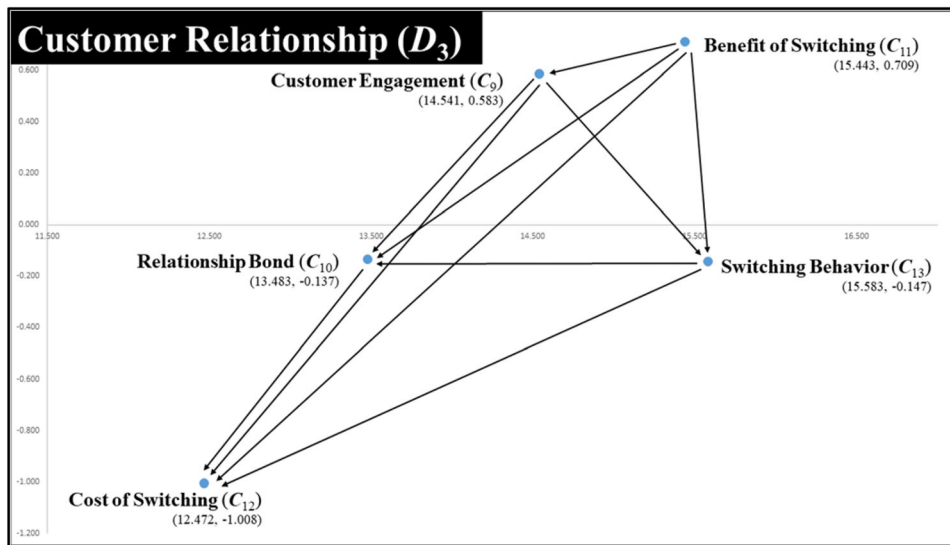 Customer Relationship (D3)
Benefit of Switching (C11)
(15.443, 0.709)
Customer Engagement (C9)
(14.541, 0.583)
0.600
0.400
0.200
0.000
11.500 12.500 13.500 14.500 15.500 16.500
Relationship Bond (C10)
(13.483, -0.137)
Switching Behavior (C13)
(15.583, -0.147)
-0.200
-0.400
-0.600
-0.800
-1.000
Cost of Switching (C12)
(12.472, -1.008)
-1.200